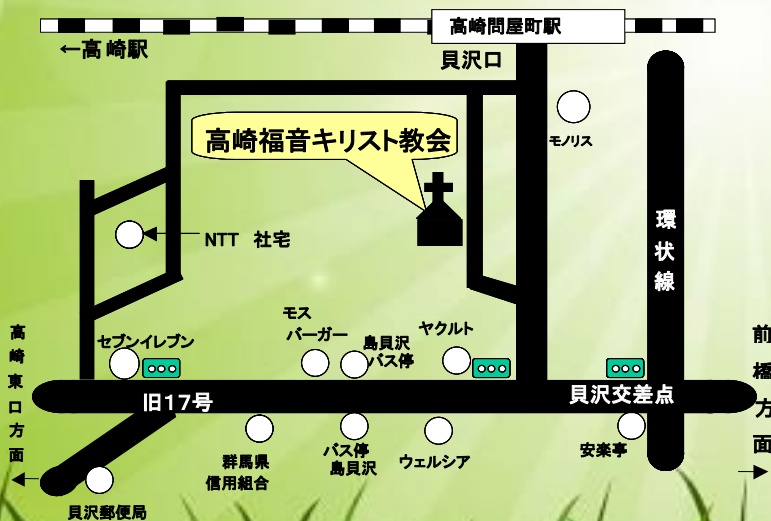 高崎問屋町駅
←高崎駅
貝沢口
高崎福音キリスト教会
モノリス
環状線
NTT 社宅
モス
バーガー
島貝沢
バス停
ヤクルト
セブンイレブン
高崎東口方面
前橋方面
旧17号
貝沢交差点
群馬県
信用組合
バス停
島貝沢
ウェルシア
安楽亭
貝沢郵便局